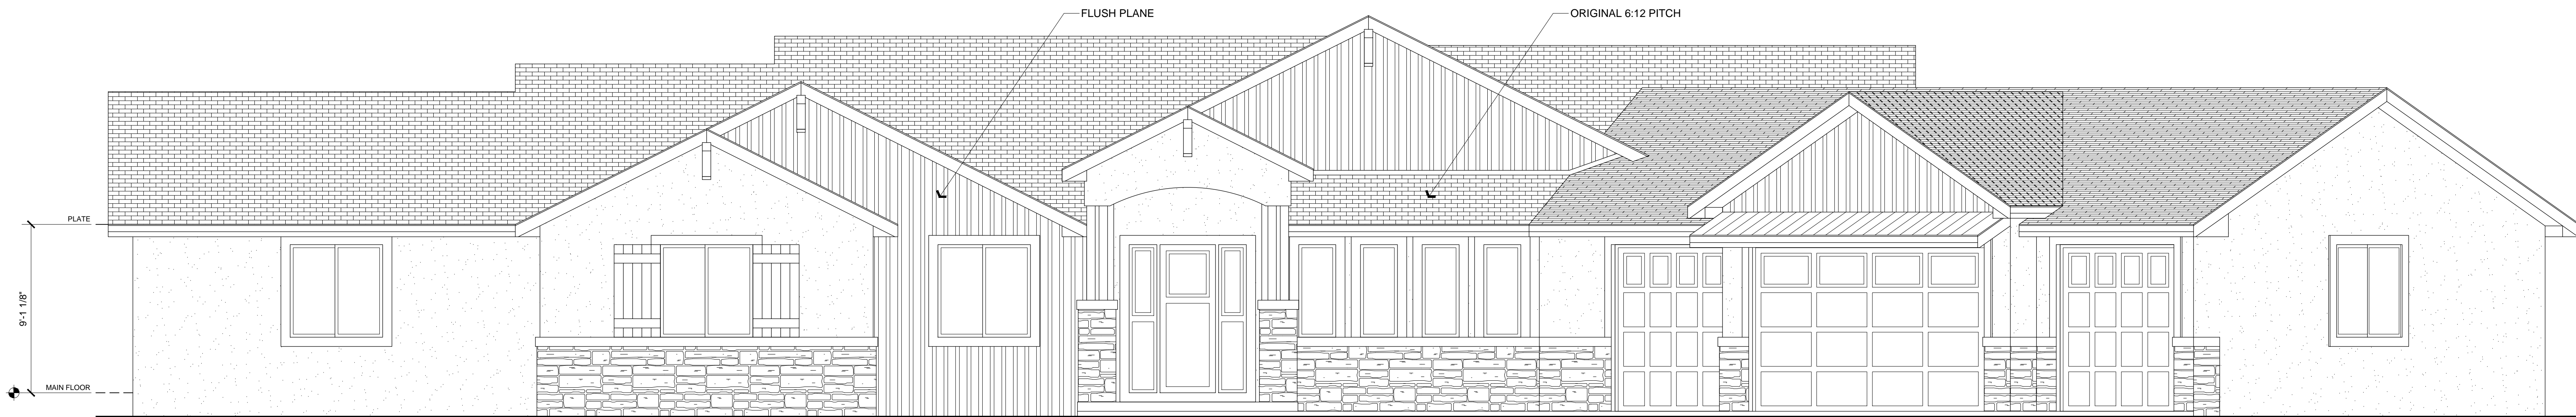 FLUSH PLANE
ORIGINAL 6:12 PITCH
PLATE
9'-1 1/8"
MAIN FLOOR